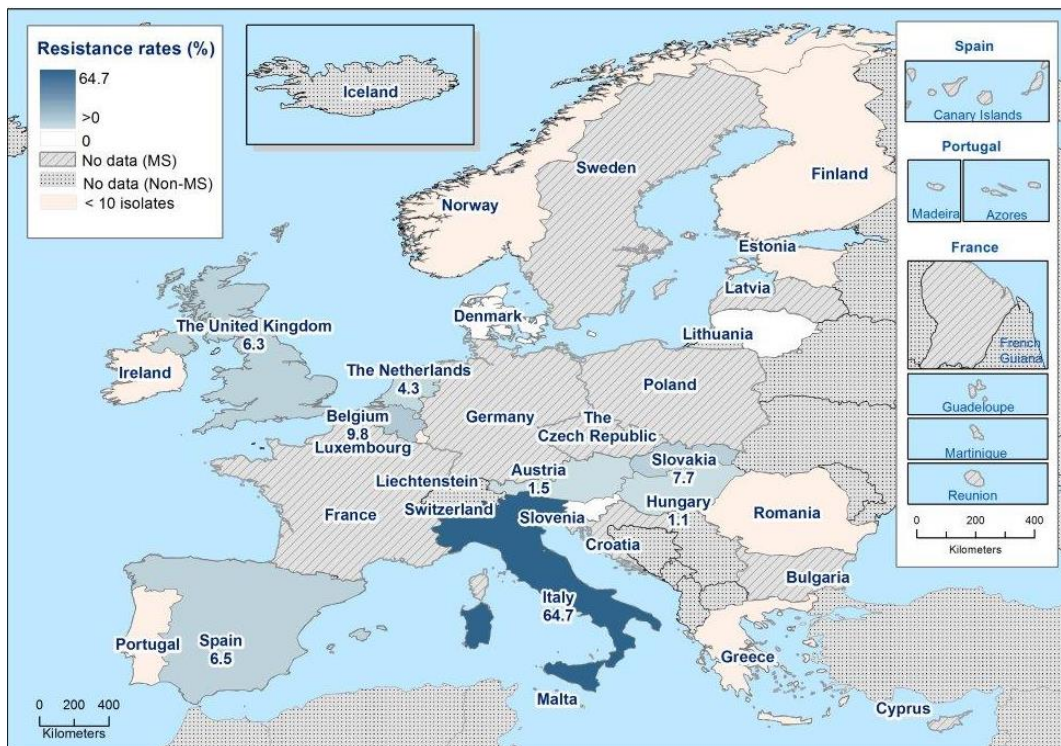 Resistance rates (%)
64.7
>0
0
No data (MS)
No data (Non-MS)
< 10 isolates
Iceland
Spain
Canary Islands
Portugal
Madeira
Azores
France
French
Guiana
Guadeloupe
Martinique
Reunion
0 200 400
Kilometers
Sweden
Finland
Norway
Estonia
Latvia
Denmark
Lithuania
The United Kingdom
6.3
Ireland
The Netherlands
4.3
Poland
Germany
Belgium
9.8
The
Czech Republic
Luxembourg
Slovakia
7.7
Austria
1.5
Liechtenstein
Hungary
1.1
France
Switzerland
Slovenia
Romania
Croatia
Bulgaria
Italy
64.7
Portugal
Spain
6.5
Greece
Malta
Cyprus
0 200 400
Kilometers